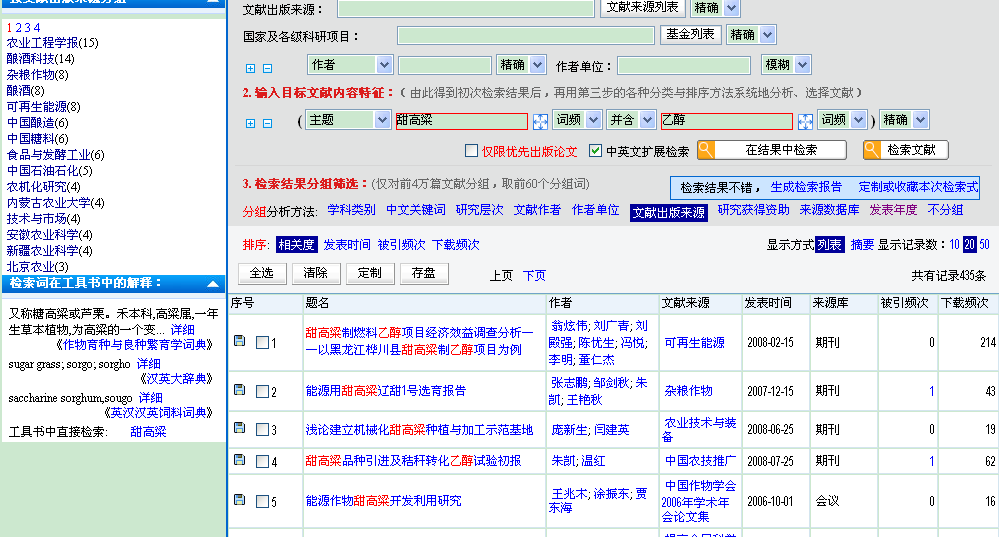 按文献出版来源分组
1 2 3 4
农业工程学报(15)
酿酒科技(14)
杂粮作物(8)
酿酒(8)
可再生能源(8)
中国酿造(6)
中国糖料(6)
食品与发酵工业(6)
中国石油石化(5)
农机化研究(4)
内蒙古农业大学(4)
技术与市场(4)
安徽农业科学(4)
新疆农业科学(4)
北京农业(3)
检索词在工具书中的解释：
又称糖高粱或芦粟。禾本科,高粱属,一年
生草本植物,为高粱的一个变... 详细
《作物育种与良种繁育学词典》
sugar grass; sorgo; sorgho 详细
《汉英大辞典》
saccharine sorghum,sougo 详细
《英汉汉英饲料词典》
工具书中直接检索: 甜高粱
文献出版来源： 文献来源列表 精确
国家及各级科研项目： 基金列表 精确
作者 精确 作者单位： 模糊
2. 输入目标文献内容特征：（由此得到初次检索结果后，再用第三步的各种分类与排序方法系统地分析、选择文献）
( 主题 甜高粱 词频 并含 乙醇 词频 ) 精确
仅限优先出版论文 中英文扩展检索 在结果中检索 检索文献
3. 检索结果分组筛选：(仅对前4万篇文献分组，取前60个分组词) 检索结果不错， 生成检索报告 定制或收藏本次检索式
分组分析方法: 学科类别 中文关键词 研究层次 文献作者 作者单位 文献出版来源 研究获得资助 来源数据库 发表年度 不分组
排序: 相关度 发表时间 被引频次 下载频次 显示方式 列表 摘要 显示记录数：10 20 50
全选 清除 定制 存盘 上页 下页 共有记录435条
序号 题名 作者 文献来源 发表时间 来源库 被引频次 下载频次
1 甜高粱制燃料乙醇项目经济效益调查分析一
一以黑龙江桦川县甜高粱制乙醇项目为例
翁炫伟; 刘广青; 刘
殿强; 陈忧生; 冯悦;
李明; 董仁杰
可再生能源 2008-02-15 期刊 0 214
2 能源用甜高粱辽甜1号选育报告
张志鹏; 邹剑秋; 朱
凯; 王艳秋
杂粮作物 2007-12-15 期刊 1 43
3 浅论建立机械化甜高粱种植与加工示范基地 庞新生; 闫建英
农业技术与装
备
2008-06-25 期刊 0 19
4 甜高粱品种引进及秸秆转化乙醇试验初报 朱凯; 温红 中国农技推广 2008-07-25 期刊 1 62
5 能源作物甜高粱开发利用研究
王兆木; 徐振东; 贾
东海
中国作物学会
2006年学术年
会论文集
2006-10-01 会议 0 16